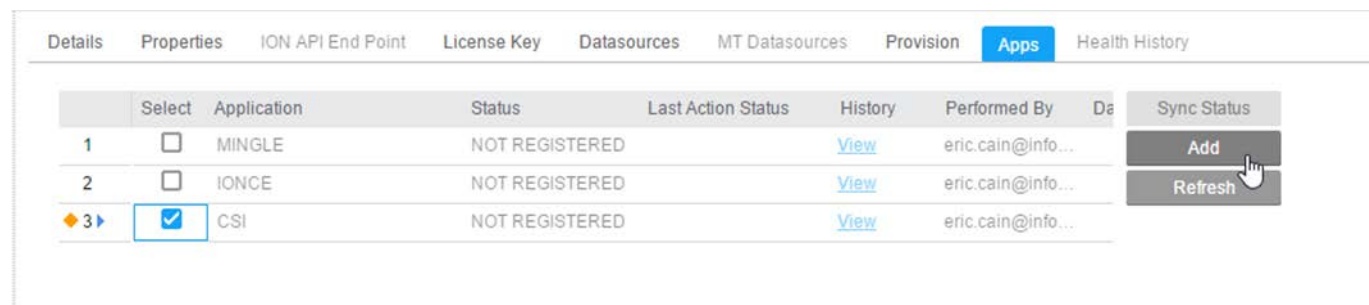 Details Properties ION API End Point License Key Datasources MT Datasources Provision Apps Health History
Select Application Status Last Action Status History Performed By Da Sync Status
1 MINGLE NOT REGISTERED View eric.cain@info... Add
2 IONCE NOT REGISTERED View eric.cain@info... Refresh
3 CSI NOT REGISTERED View eric.cain@info...